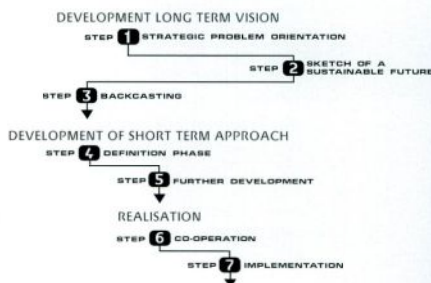 DEVELOPMENT LONG TERM VISION
STEP 1 STRATEGIC PROBLEM ORIENTATION
STEP 2 SKETCH OF A
SUSTAINABLE FUTURE
STEP 3 BACKCASTING
DEVELOPMENT OF SHORT TERM APPROACH
STEP 4 DEFINITION PHASE
STEP 5 FURTHER DEVELOPMENT
REALISATION
STEP 6 CO-OPERATION
STEP 7 IMPLEMENTATION